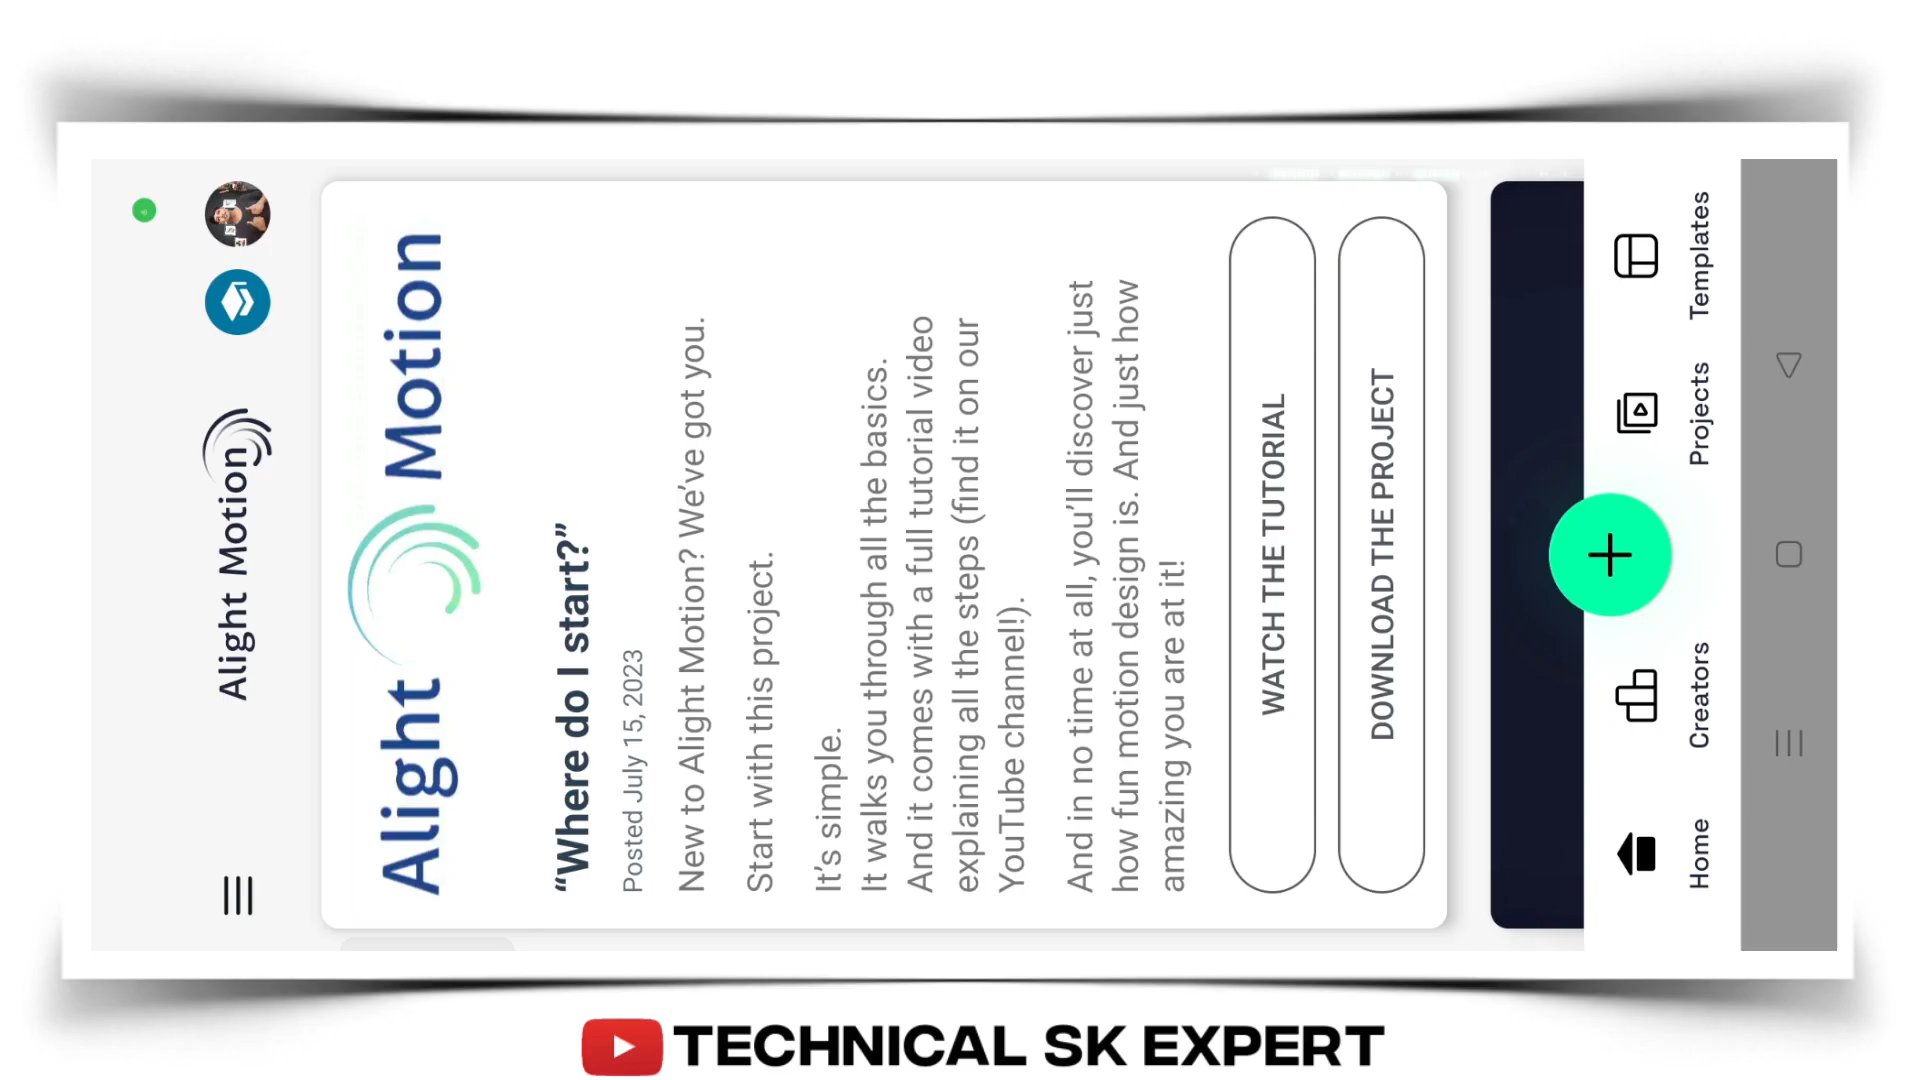 Alight Motion
Alight Motion
“Where do I start?”
Posted July 15, 2023
New to Alight Motion? We’ve got you.
Start with this project.
It’s simple.
It walks you through all the basics.
And it comes with a full tutorial video
explaining all the steps (find it on our
YouTube channel!).
And in no time at all, you’ll discover just
how fun motion design is. And just how
amazing you are at it!
WATCH THE TUTORIAL
DOWNLOAD THE PROJECT
Home
Creators
Projects
Templates
TECHNICAL SK EXPERT